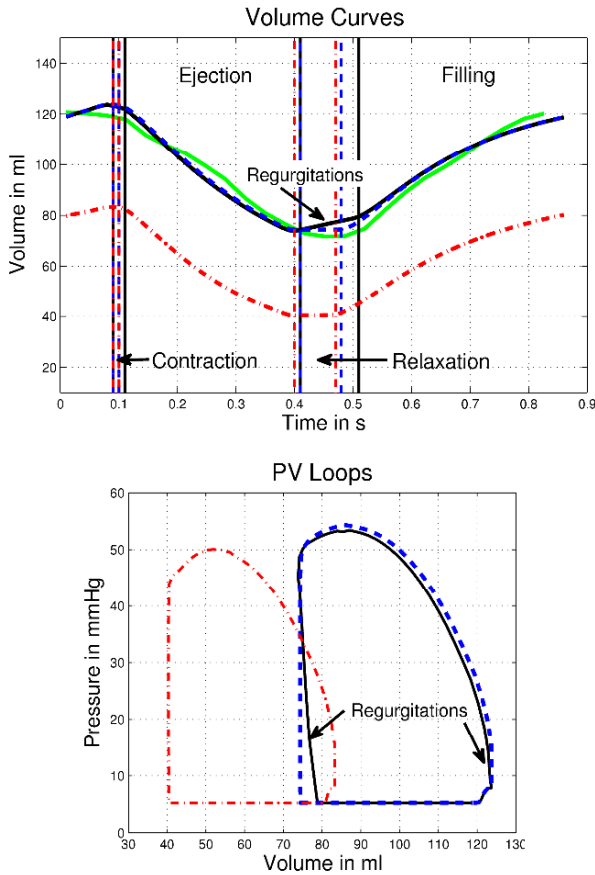 Volume Curves
Volume in ml
140
120
100
80
60
40
20
Ejection
Filling
Regurgitations
Contraction
Relaxation
0 0.1 0.2 0.3 0.4 0.5 0.6 0.7 0.8 0.9
Time in s
PV Loops
Pressure in mmHg
60
50
40
30
20
10
0
Regurgitations
30 40 50 60 70 80 90 100 110 120
Volume in ml